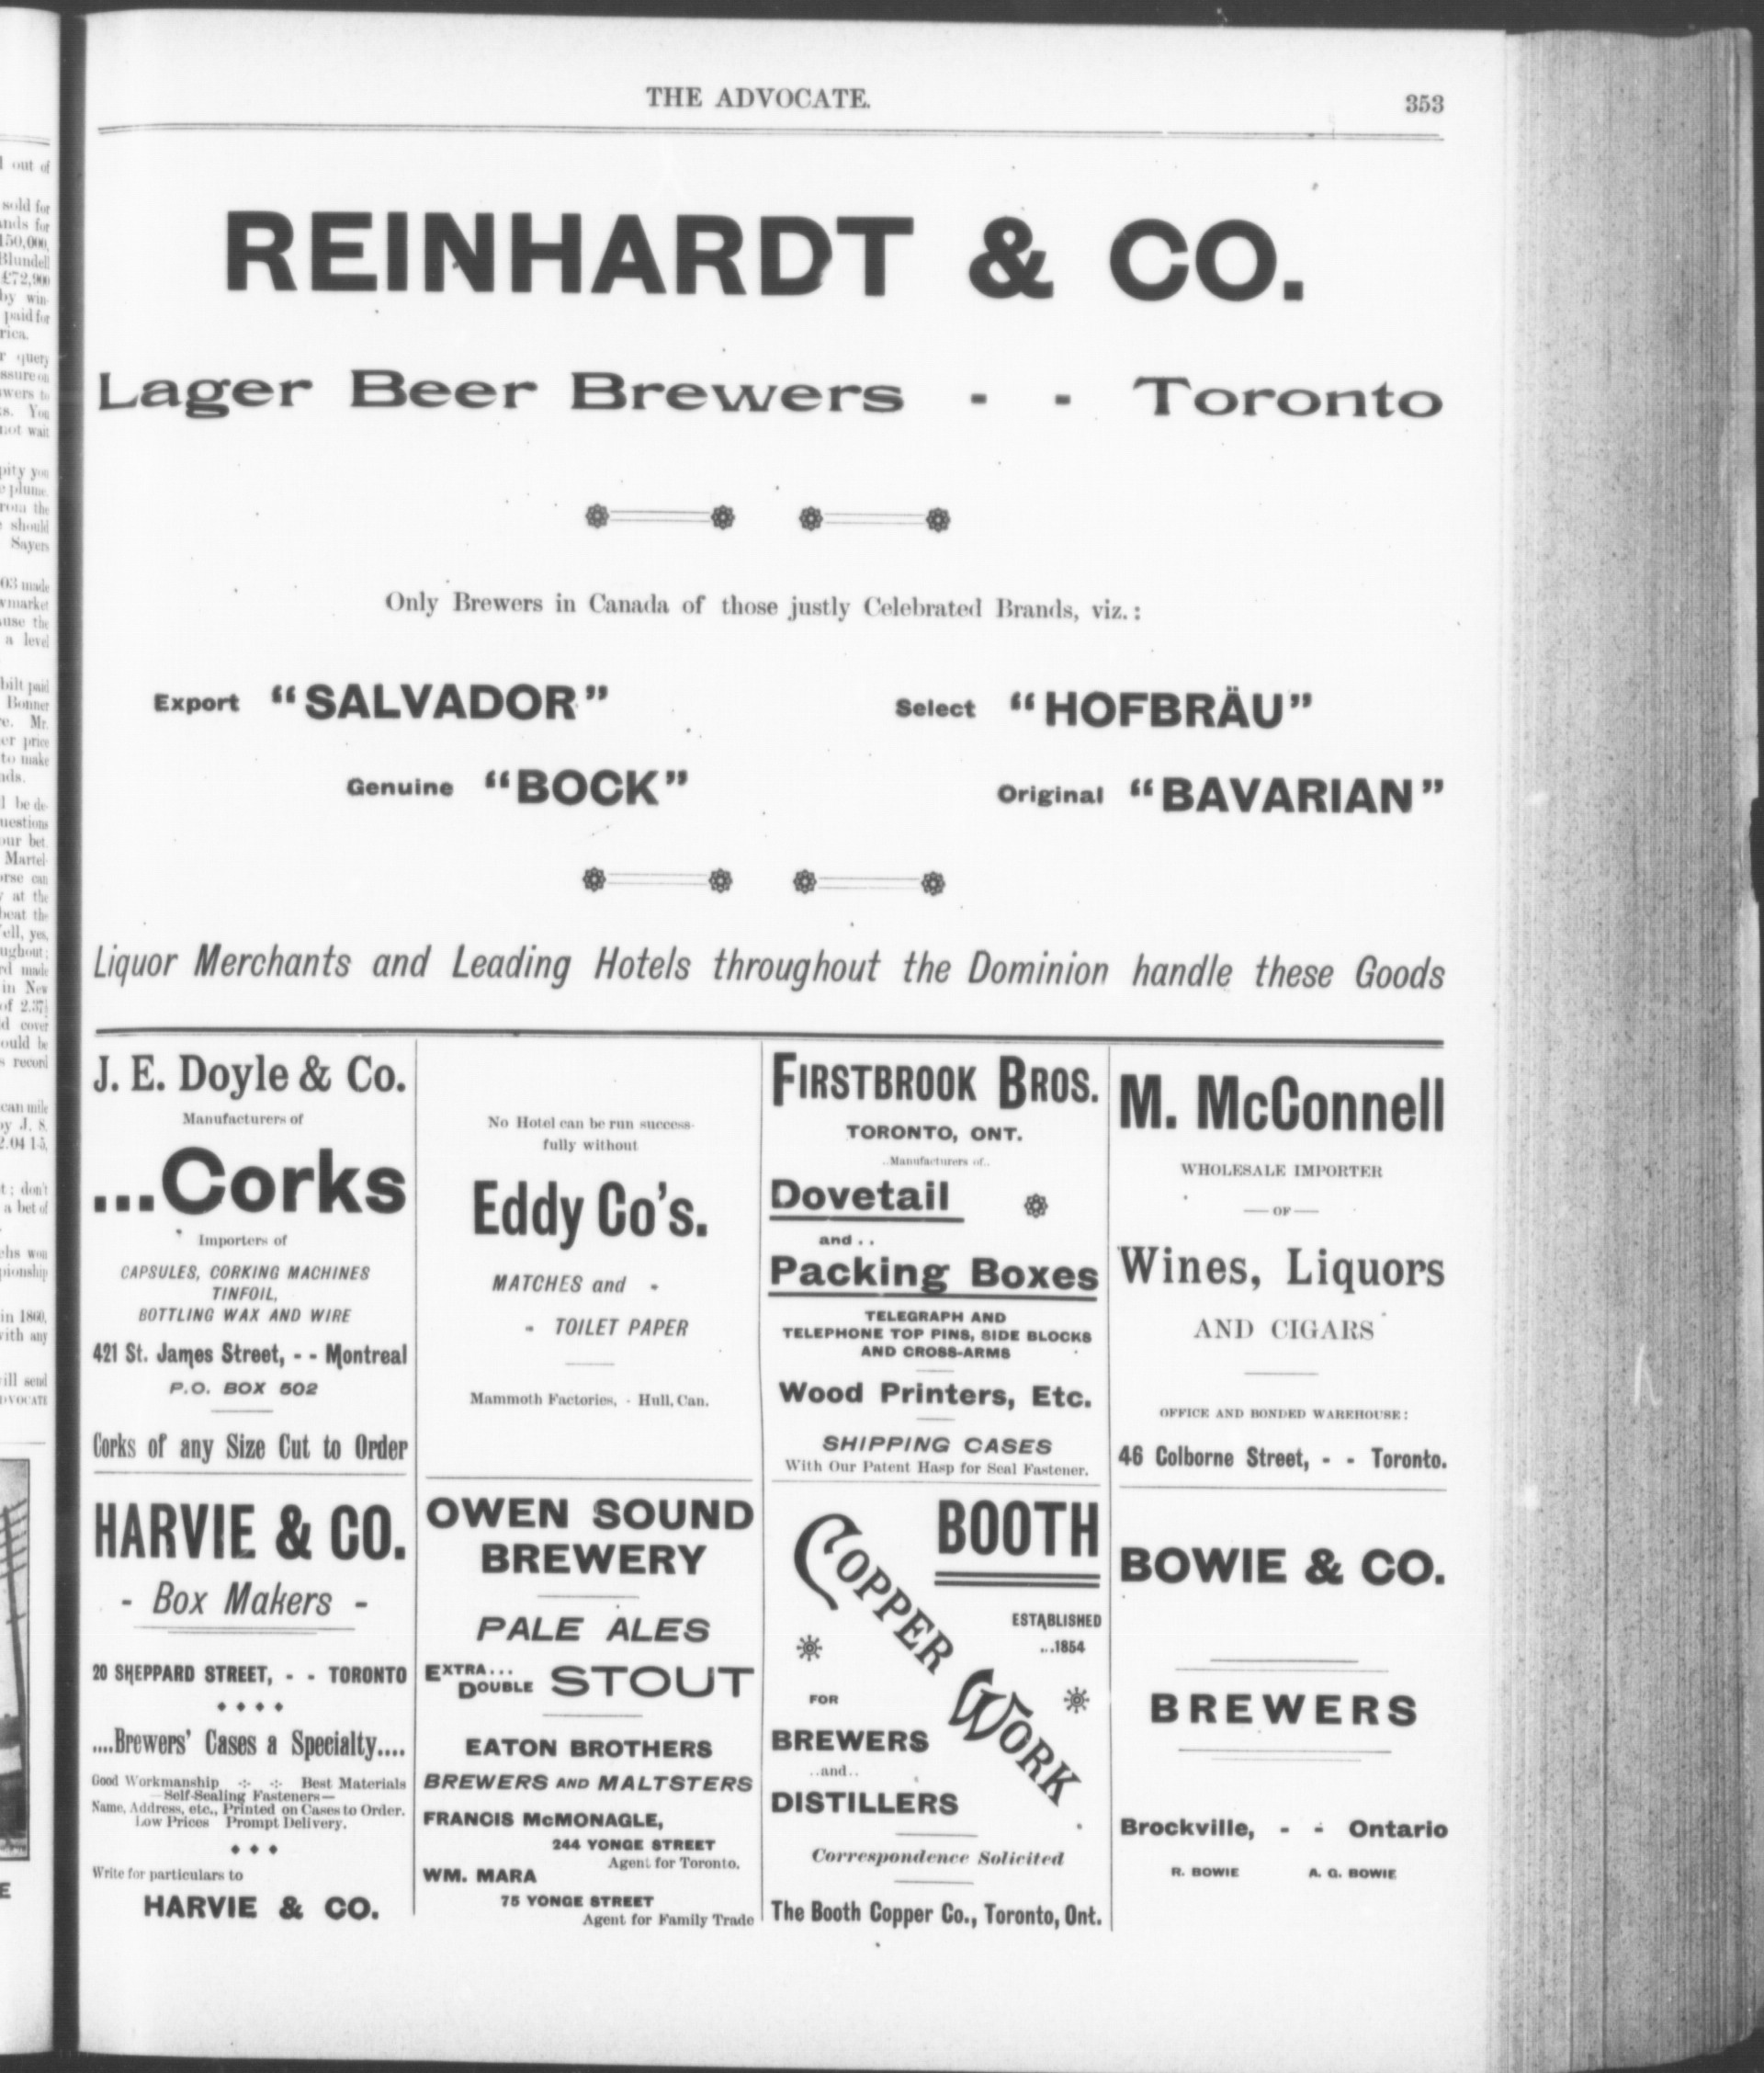 THE ADVOCATE.
353
REINHARDT & CO.
Lager Beer Brewers - - Toronto
Only Brewers in Canada of those justly Celebrated Brands, viz.:
Export "SALVADOR"
Select "HOFBRÄU"
Genuine "BOCK"
Original "BAVARIAN"
Liquor Merchants and Leading Hotels throughout the Dominion handle these Goods
J. E. Doyle & Co.
Manufacturers of
...Corks
Importers of
CAPSULES, CORKING MACHINES
TINFOIL,
BOTTLING WAX AND WIRE
421 St. James Street, - - Montreal
P.O. BOX 502
Corks of any Size Cut to Order
HARVIE & CO.
- Box Makers -
20 SHEPPARD STREET, - - TORONTO
....Brewers' Cases a Specialty....
Good Workmanship -:- -:- Best Materials
—Self-Sealing Fasteners—
Name, Address, etc., Printed on Cases to Order.
Low Prices Prompt Delivery.
Write for particulars to
HARVIE & CO.
No Hotel can be run success-
fully without
Eddy Co's.
MATCHES and -
- TOILET PAPER
Mammoth Factories, - Hull, Can.
OWEN SOUND
BREWERY
PALE ALES
EXTRA...
DOUBLE STOUT
EATON BROTHERS
BREWERS AND MALTSTERS
FRANCIS McMONAGLE,
244 YONGE STREET
Agent for Toronto.
WM. MARA
75 YONGE STREET
Agent for Family Trade
FIRSTBROOK BROS.
TORONTO, ONT.
..Manufacturers of..
Dovetail
and . .
Packing Boxes
TELEGRAPH AND
TELEPHONE TOP PINS, SIDE BLOCKS
AND CROSS-ARMS
Wood Printers, Etc.
SHIPPING CASES
With Our Patent Hasp for Seal Fastener.
BOOTH
COPPER WORK
ESTABLISHED
...1854
FOR
BREWERS
..and..
DISTILLERS
Correspondence Solicited
The Booth Copper Co., Toronto, Ont.
M. McConnell
WHOLESALE IMPORTER
— OF —
Wines, Liquors
AND CIGARS
OFFICE AND BONDED WAREHOUSE:
46 Colborne Street, - - Toronto.
BOWIE & CO.
BREWERS
Brockville, - - Ontario
R. BOWIE A. G. BOWIE